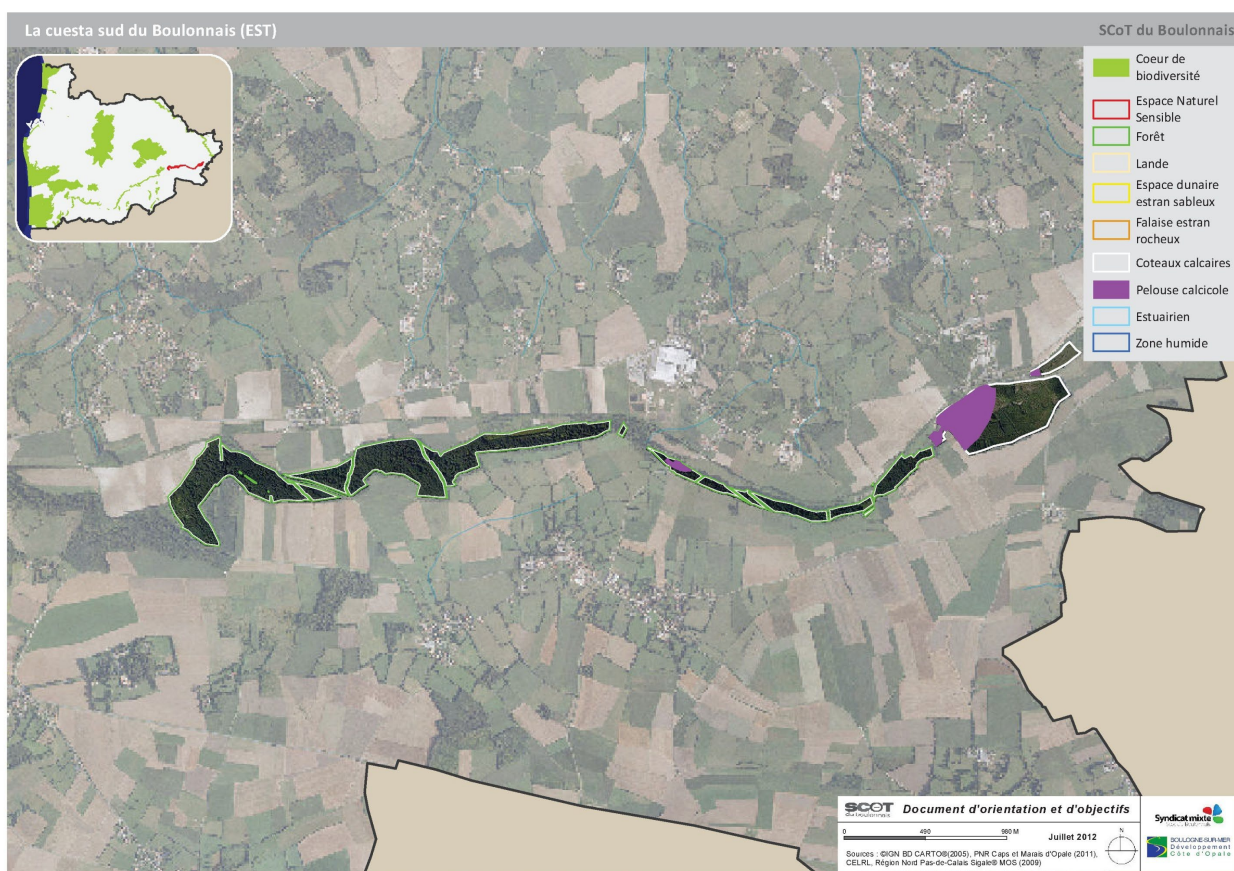 La cuesta sud du Boulonnais (EST)
SCoT du Boulonnais
Coeur de
biodiversité
Espace Naturel
Sensible
Forêt
Lande
Espace dunaire
estran sableux
Falaise estran
rocheux
Coteaux calcaires
Pelouse calcicole
Estuairien
Zone humide
SCOT
du boulonnais
Document d'orientation et d'objectifs
0 490 980 M
Juillet 2012
N
Sources : ©IGN BD CARTO®(2005), PNR Caps et Marais d'Opale (2011),
CELRL, Région Nord Pas-de-Calais Sigale® MOS (2009)
Syndicat mixte
BOULOGNE-SUR-MER
Développement
Côte d'Opale